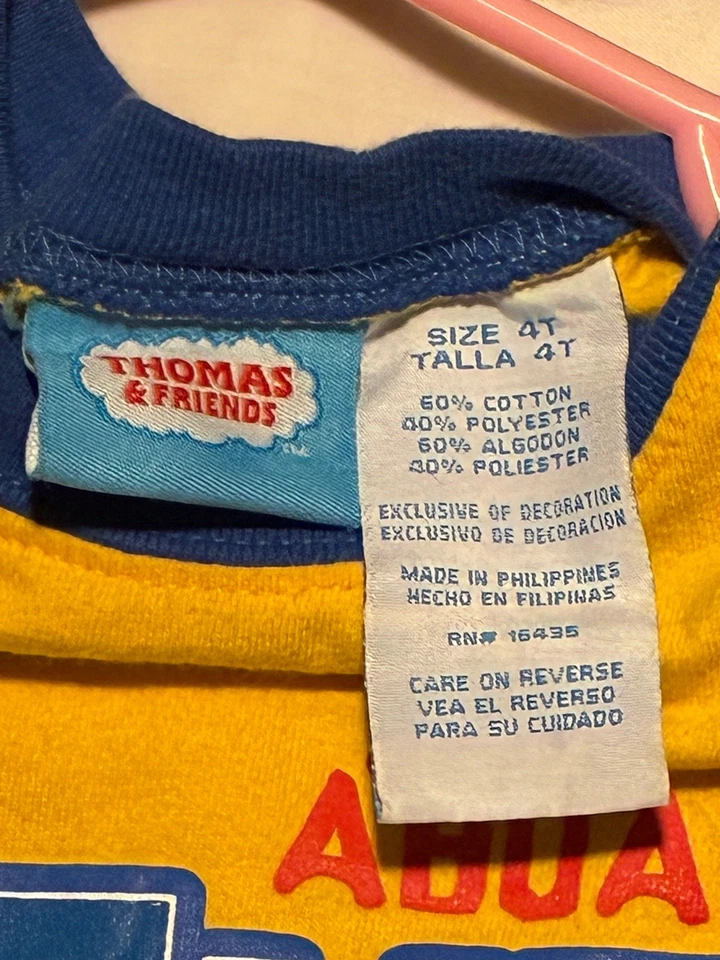 THOMAS
& FRIENDS
SIZE 4T
TALLA 4T
60% COTTON
40% POLYESTER
60% ALGODON
40% POLIESTER
EXCLUSIVE OF DECORATION
EXCLUSIVO DE DECORACION
MADE IN PHILIPPINES
HECHO EN FILIPINAS
RN# 16435
CARE ON REVERSE
VEA EL REVERSO
PARA SU CUIDADO